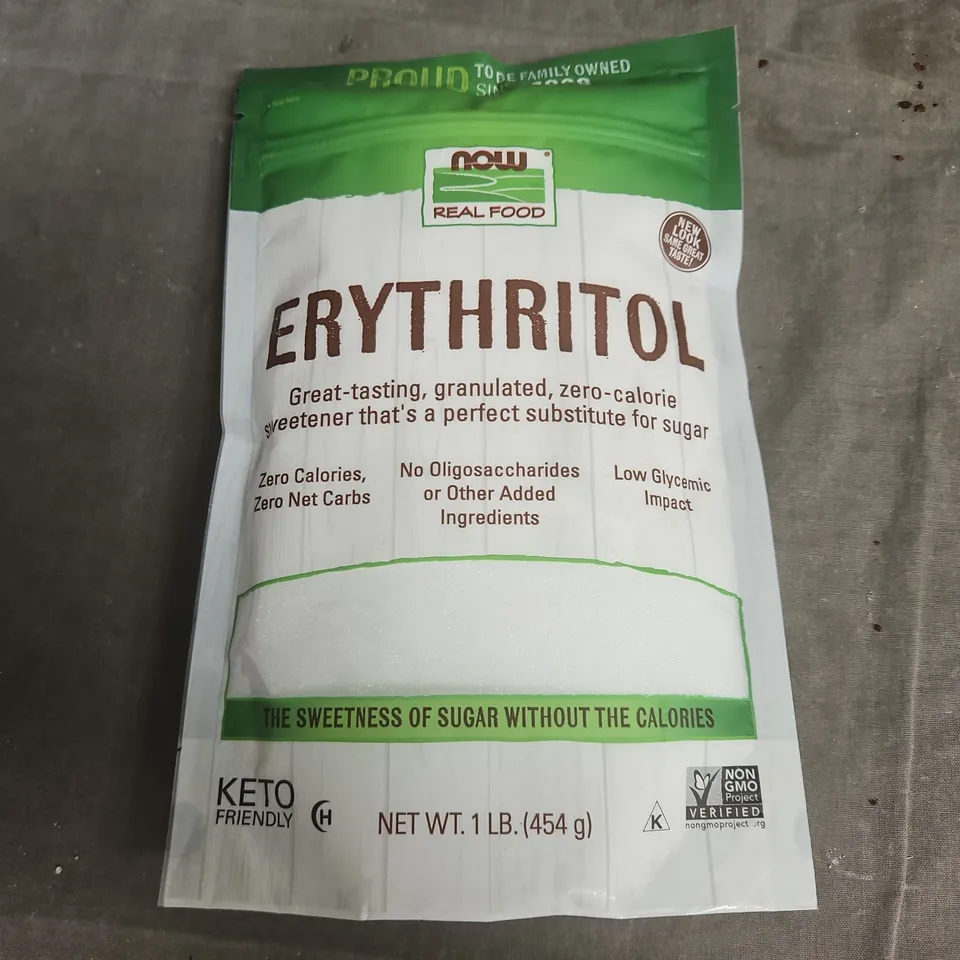 PROUD TO BE FAMILY OWNED
now
REAL FOOD
NEW
LOOK
SAME GREAT
TASTE!
ERYTHRITOL
Great-tasting, granulated, zero-calorie
sweetener that's a perfect substitute for sugar
Zero Calories,
Zero Net Carbs
No Oligosaccharides
or Other Added
Ingredients
Low Glycemic
Impact
THE SWEETNESS OF SUGAR WITHOUT THE CALORIES
KETO
FRIENDLY
H
NET WT. 1 LB. (454 g)
K
NON
GMO
Project
VERIFIED
nongmoproject.org